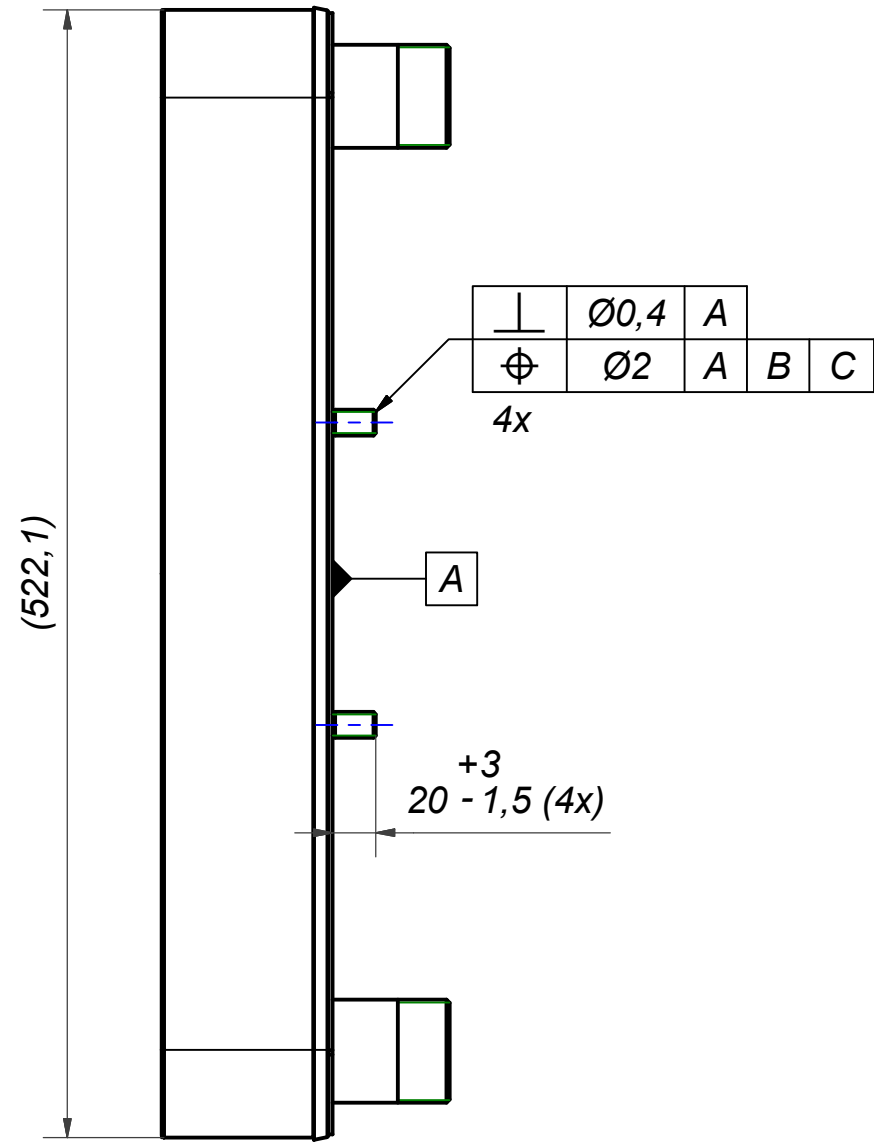 ⊥ Ø0,4 A
⌖ Ø2 A B C
4x
(522,1)
A
+3
20 - 1,5 (4x)